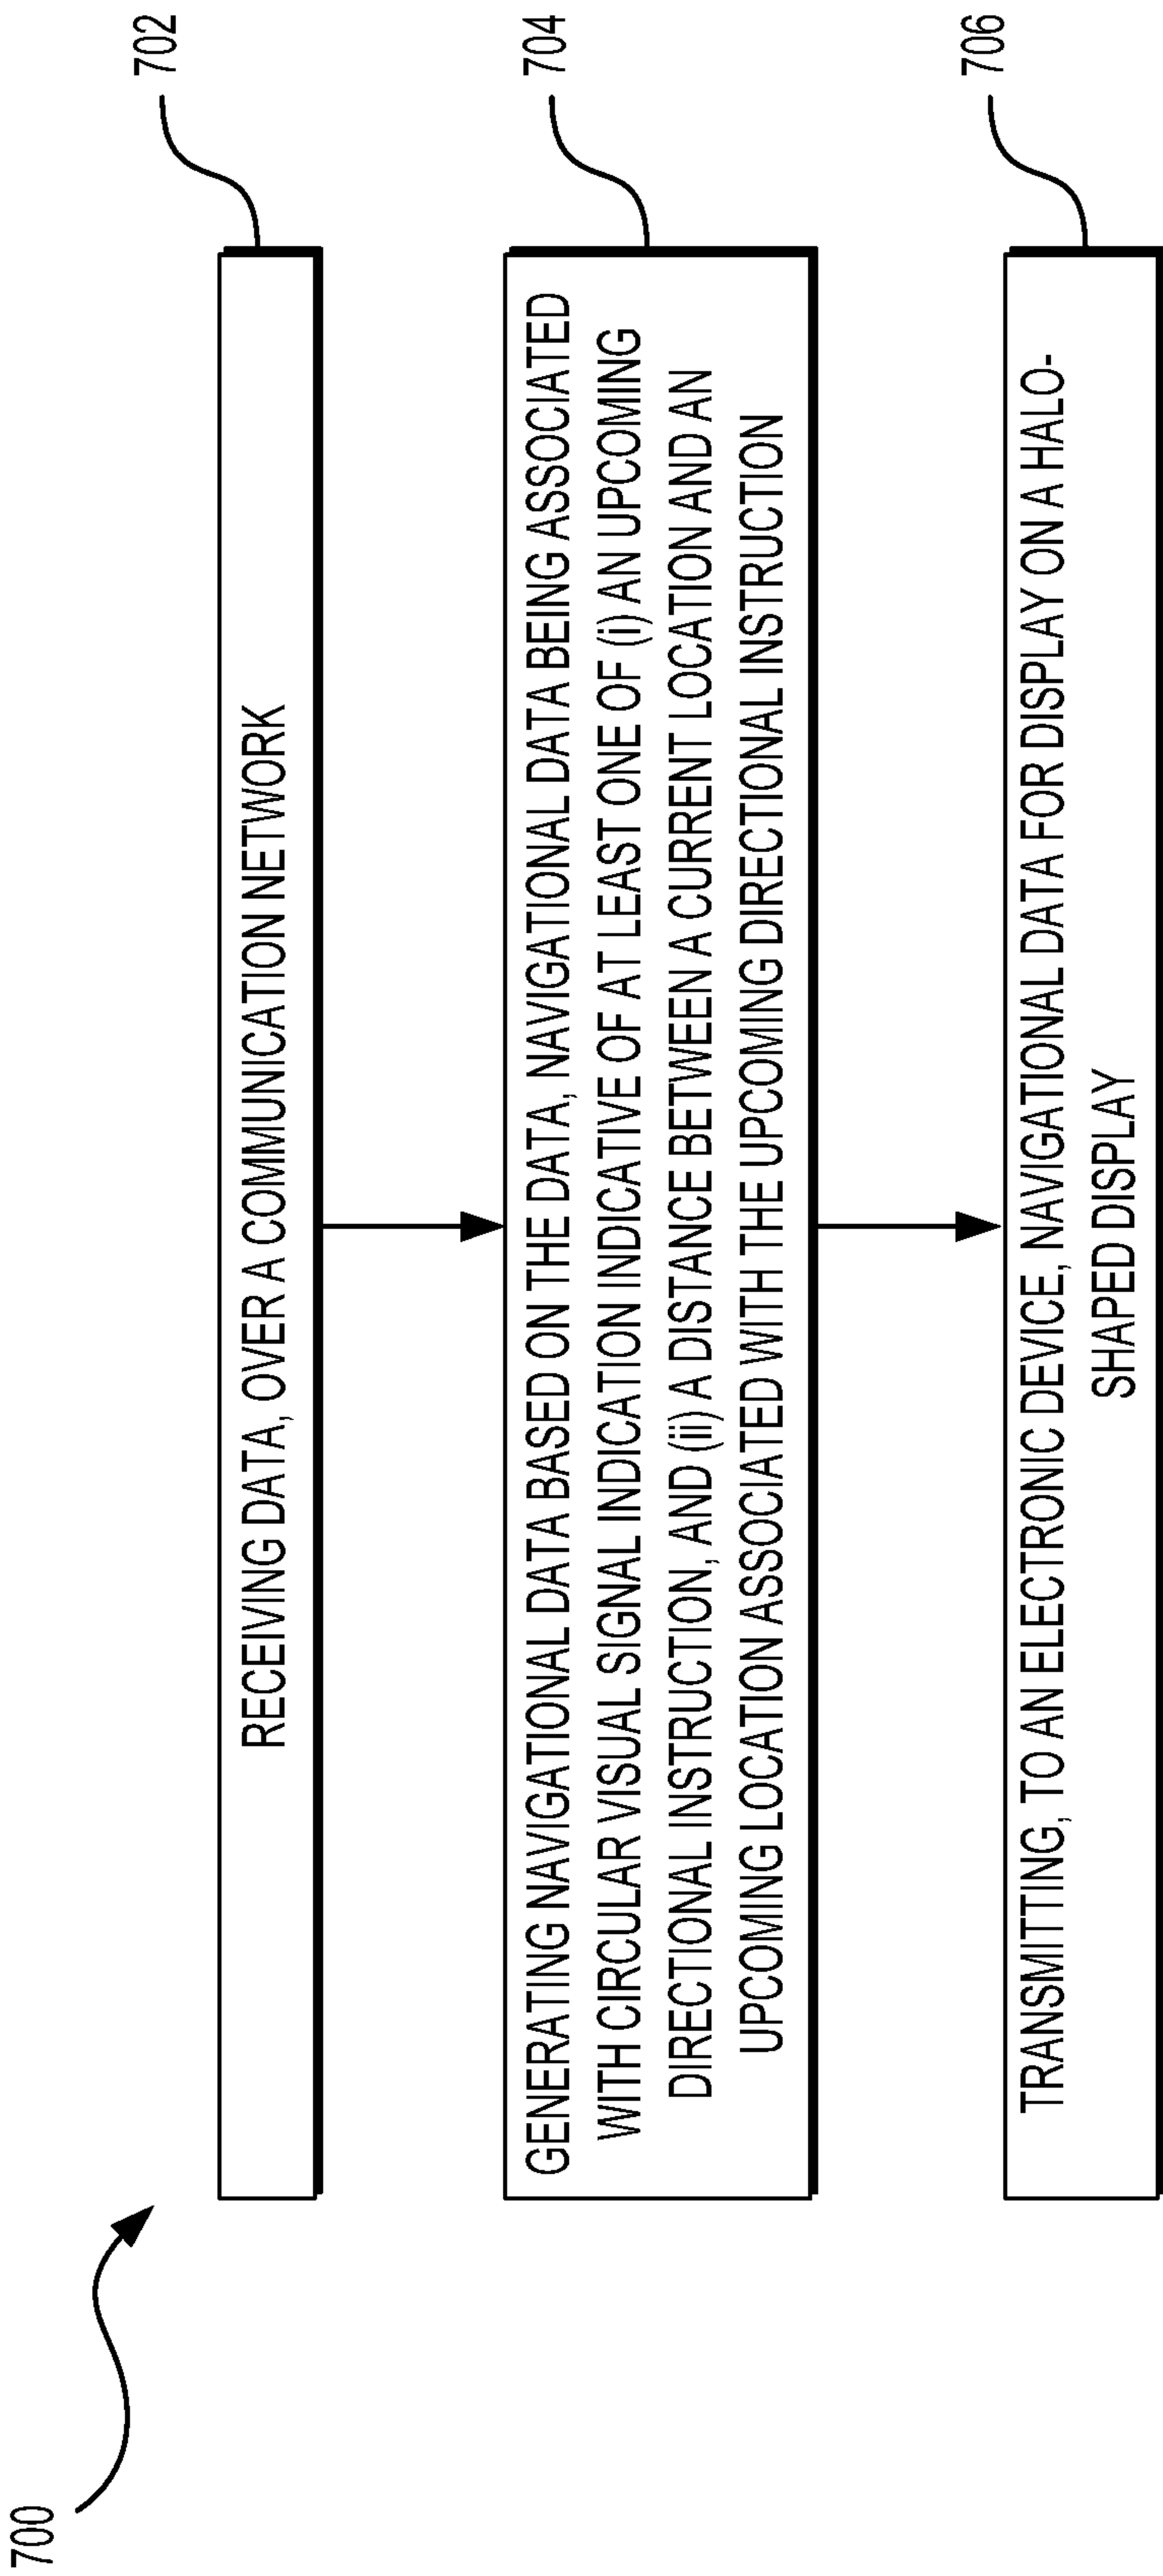 700
RECEIVING DATA, OVER A COMMUNICATION NETWORK
702
GENERATING NAVIGATIONAL DATA BASED ON THE DATA, NAVIGATIONAL DATA BEING ASSOCIATED
WITH CIRCULAR VISUAL SIGNAL INDICATION INDICATIVE OF AT LEAST ONE OF (i) AN UPCOMING
DIRECTIONAL INSTRUCTION, AND (ii) A DISTANCE BETWEEN A CURRENT LOCATION AND AN
UPCOMING LOCATION ASSOCIATED WITH THE UPCOMING DIRECTIONAL INSTRUCTION
704
TRANSMITTING, TO AN ELECTRONIC DEVICE, NAVIGATIONAL DATA FOR DISPLAY ON A HALO-
SHAPED DISPLAY
706